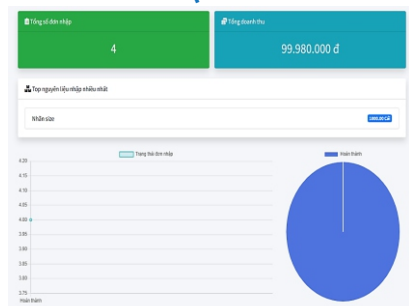 Tổng số đơn nhập
4
Tổng doanh thu
99.980.000 đ
Top nguyên liệu nhập nhiều nhất
Nhãn size
Trạng thái đơn nhập
4.20
4.15
4.10
4.05
4.00
3.95
3.90
3.85
3.80
3.75
Hoàn thành
Hoàn thành